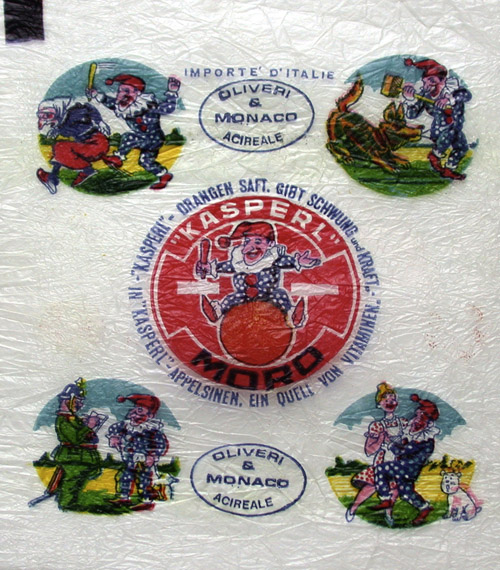 IMPORTE' D'ITALIE
OLIVERI
&
MONACO
ACIREALE
"KASPERL"- ORANGEN SAFT. GIBT SCHWUNG und KRAFT.-
"KASPERL"
MORO
IN "KASPERL"-APPELSINEN, EIN QUELL VON VITAMINEN.
OLIVERI
&
MONACO
ACIREALE